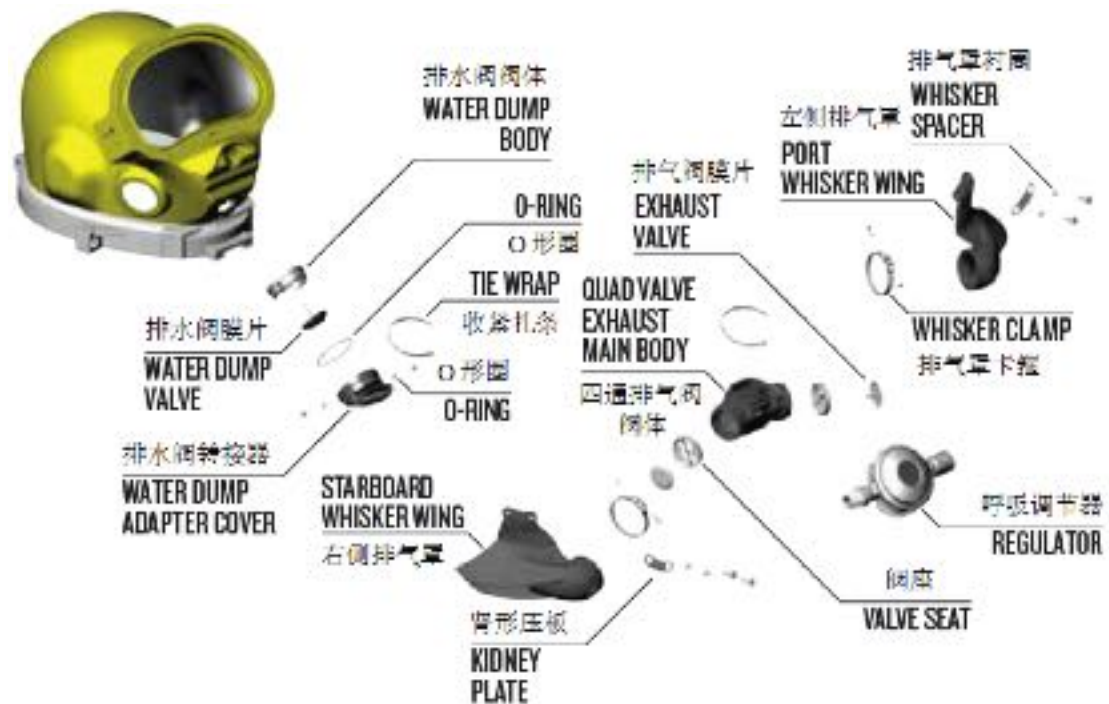 排水阀阀体
WATER DUMP
BODY
O-RING
O 形圈
TIE WRAP
收紧扎条
O 形圈
O-RING
排水阀膜片
WATER DUMP
VALVE
排水阀转接器
WATER DUMP
ADAPTER COVER
排气罩衬圈
WHISKER
SPACER
左侧排气罩
PORT
WHISKER WING
排气阀膜片
EXHAUST
VALVE
QUAD VALVE
EXHAUST
MAIN BODY
四通排气阀
阀体
WHISKER CLAMP
排气罩卡箍
STARBOARD
WHISKER WING
右侧排气罩
呼吸调节器
REGULATOR
阀座
VALVE SEAT
肾形压板
KIDNEY
PLATE